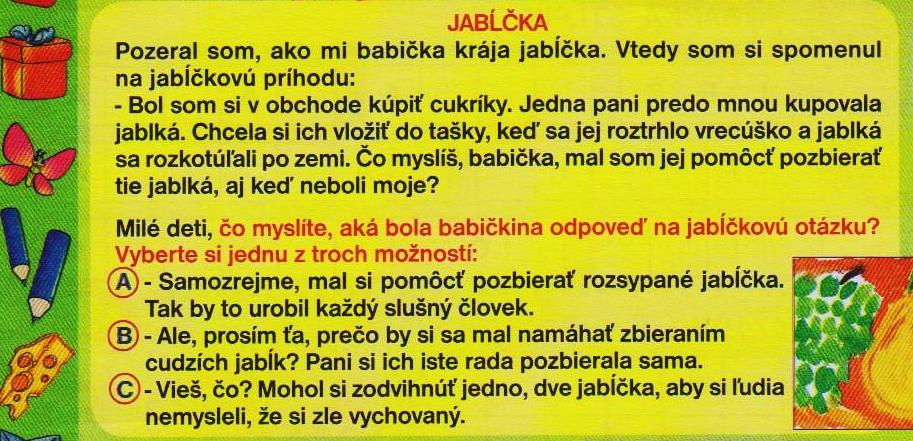 JABĹČKA
Pozeral som, ako mi babička krája jabĺčka. Vtedy som si spomenul
na jabĺčkovú príhodu:
- Bol som si v obchode kúpiť cukríky. Jedna pani predo mnou kupovala
jablká. Chcela si ich vložiť do tašky, keď sa jej roztrhlo vrecúško a jablká
sa rozkotúľali po zemi. Čo myslíš, babička, mal som jej pomôcť pozbierať
tie jablká, aj keď neboli moje?
Milé deti, čo myslíte, aká bola babičkina odpoveď na jabĺčkovú otázku?
Vyberte si jednu z troch možností:
A - Samozrejme, mal si pomôcť pozbierať rozsypané jabĺčka.
Tak by to urobil každý slušný človek.
B - Ale, prosím ťa, prečo by si sa mal namáhať zbieraním
cudzích jabĺk? Pani si ich iste rada pozbierala sama.
C - Vieš, čo? Mohol si zodvihnúť jedno, dve jabĺčka, aby si ľudia
nemysleli, že si zle vychovaný.